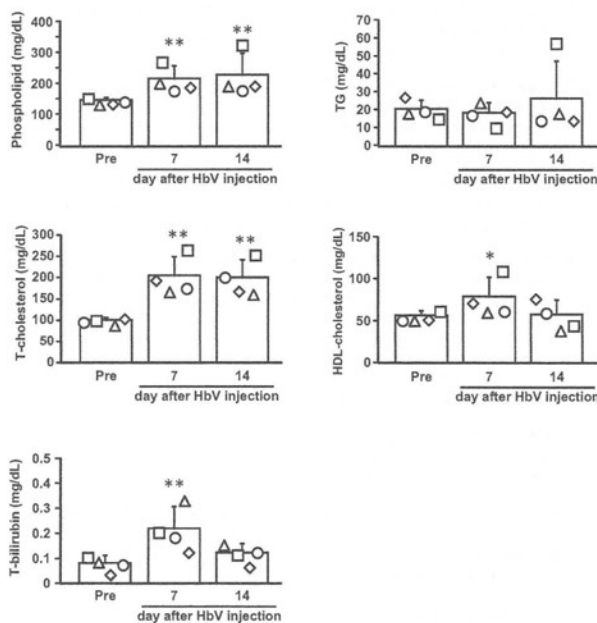 Phospholipid (mg/dL)
400
300
200
100
0
**
**
Pre
7
14
day after HbV injection
TG
(mg/dL)
70
60
50
40
30
20
10
0
Pre
7
14
day after HbV injection
T-cholesterol (mg/dL)
300
250
200
150
100
50
0
**
**
Pre
7
14
day after HbV injection
HDL-cholesterol (mg/dL)
150
100
50
0
*
Pre
7
14
day after HbV injection
T-bilirubin (mg/dL)
0.5
0.4
0.3
0.2
0.1
0
**
Pre
7
14
day after HbV injection